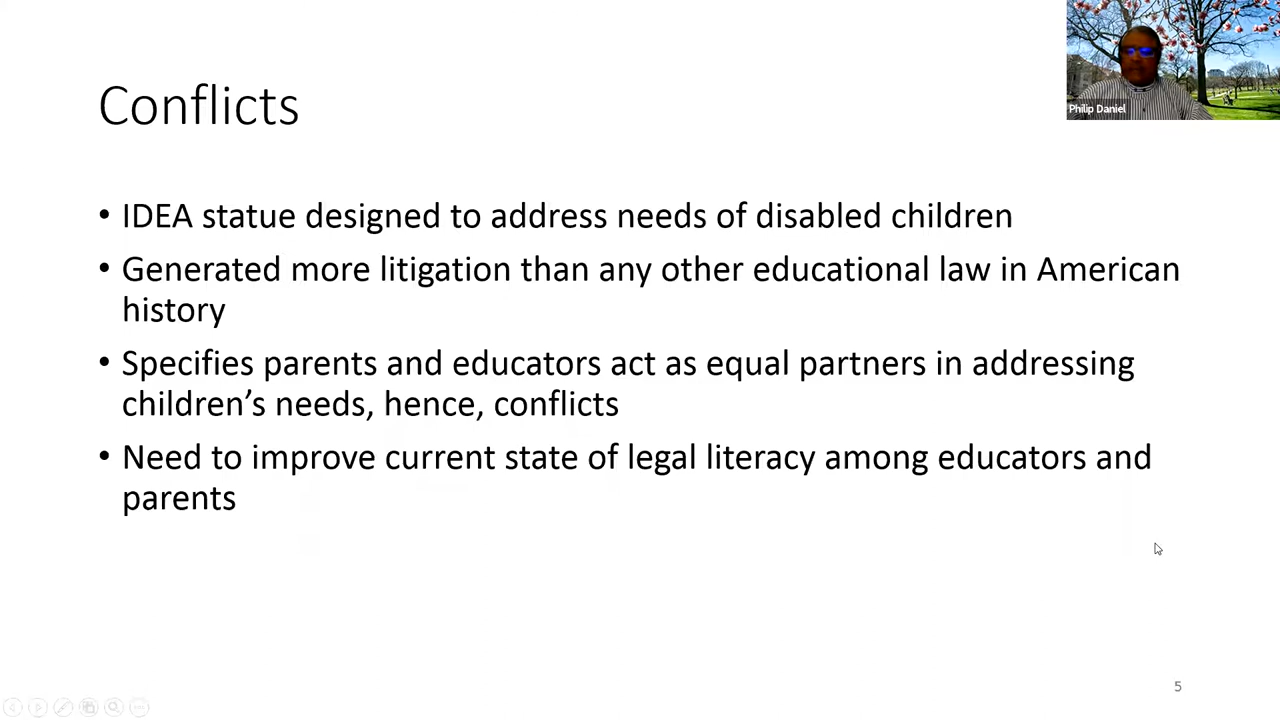 Philip Daniel
Conflicts
• IDEA statue designed to address needs of disabled children
• Generated more litigation than any other educational law in American
history
• Specifies parents and educators act as equal partners in addressing
children’s needs, hence, conflicts
• Need to improve current state of legal literacy among educators and
parents
5